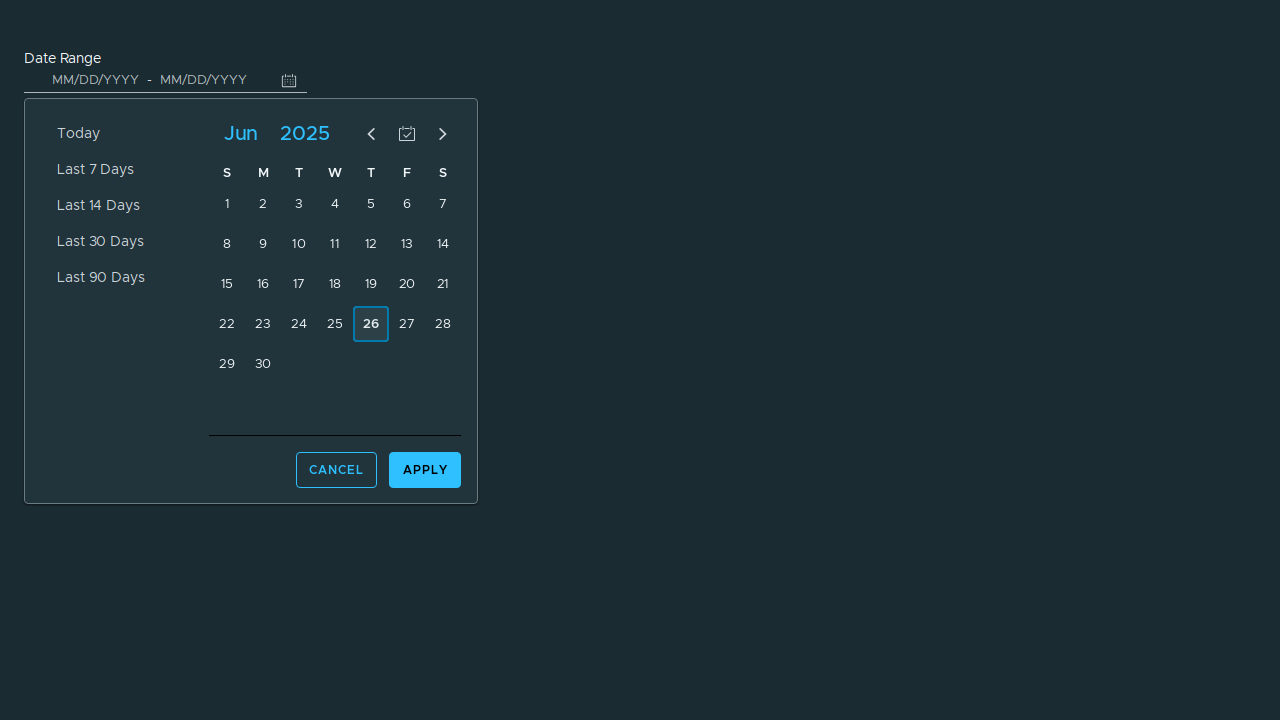 Date Range
MM/DD/YYYY - MM/DD/YYYY
Today
Last 7 Days
Last 14 Days
Last 30 Days
Last 90 Days
Jun 2025
S M T W T F S
1 2 3 4 5 6 7
8 9 10 11 12 13 14
15 16 17 18 19 20 21
22 23 24 25 26 27 28
29 30
CANCEL APPLY